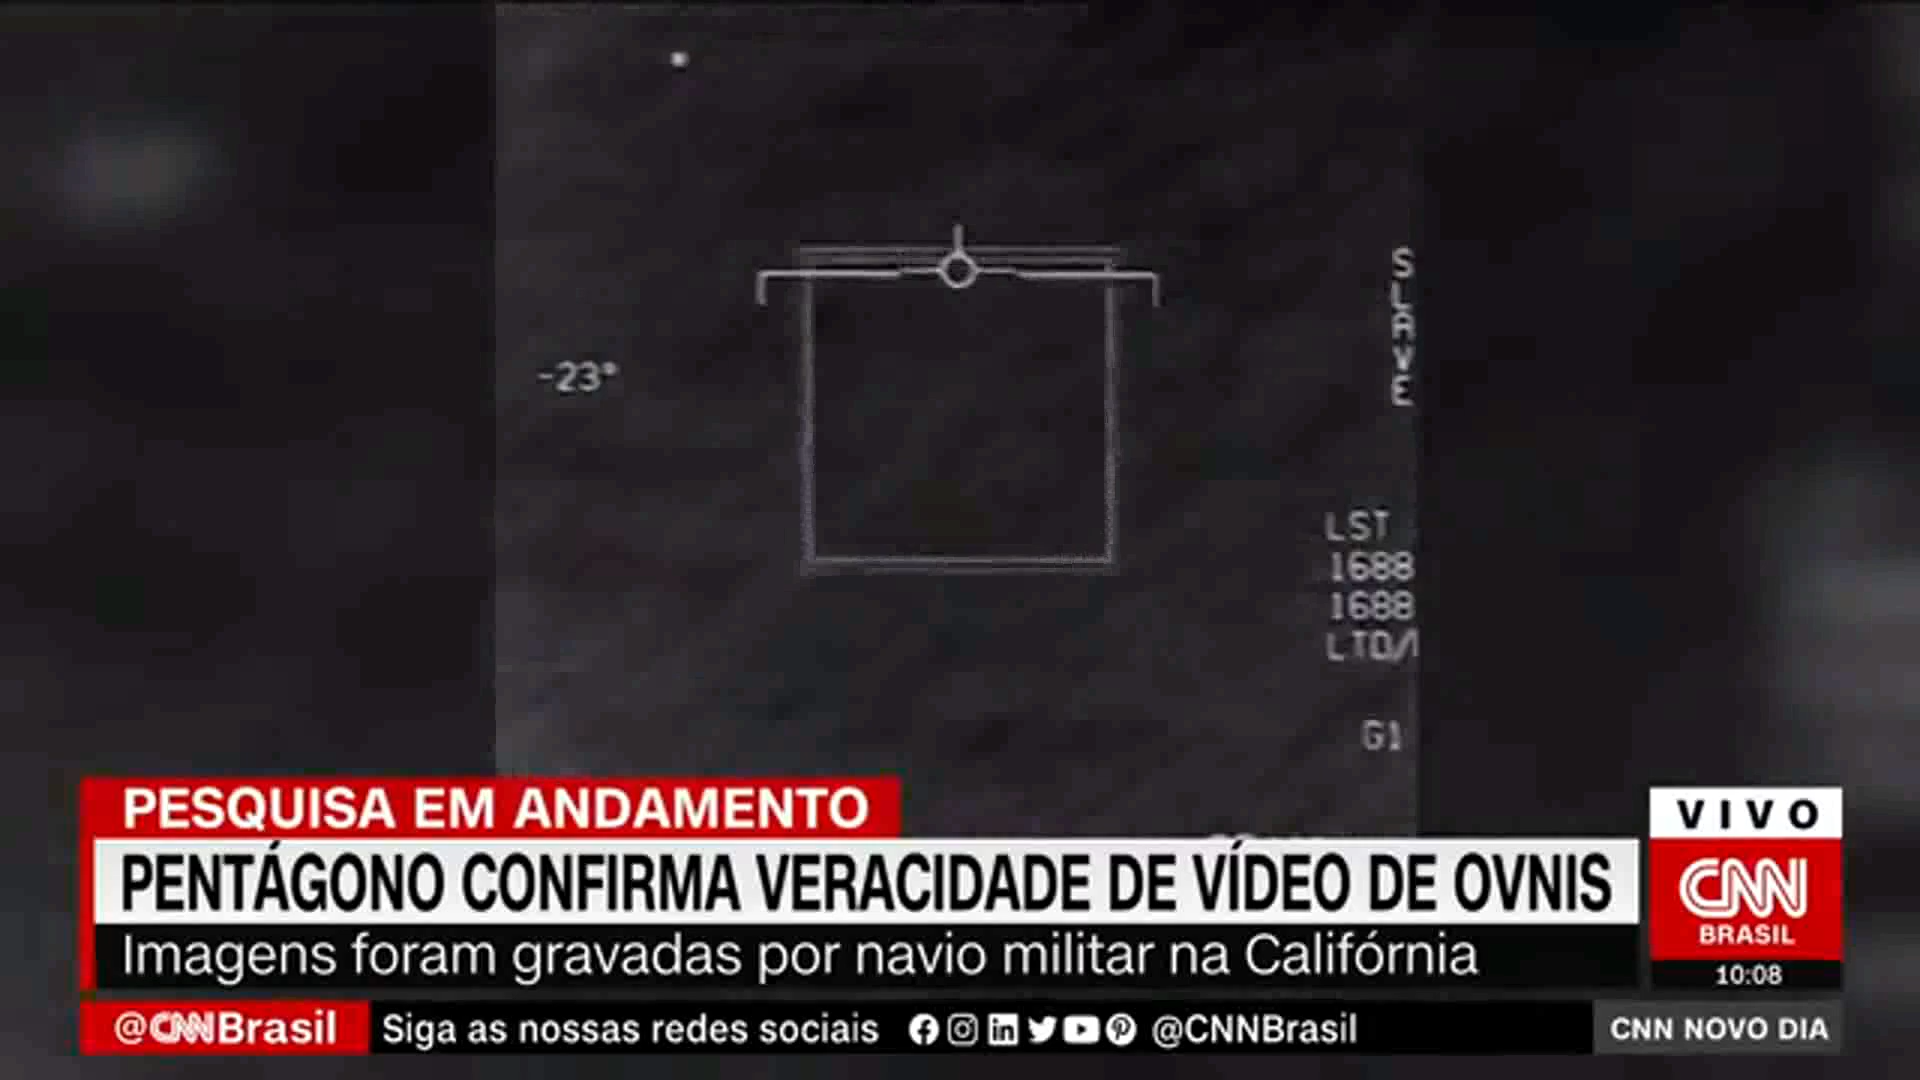 -23°
S
L
A
V
E
LST
1688
1688
LTD/
G1
PESQUISA EM ANDAMENTO
PENTÁGONO CONFIRMA VERACIDADE DE VÍDEO DE OVNIS
Imagens foram gravadas por navio militar na Califórnia
VIVO
CNN
BRASIL
10:08
@CNNBrasil
Siga as nossas redes sociais
@CNNBrasil
CNN NOVO DIA